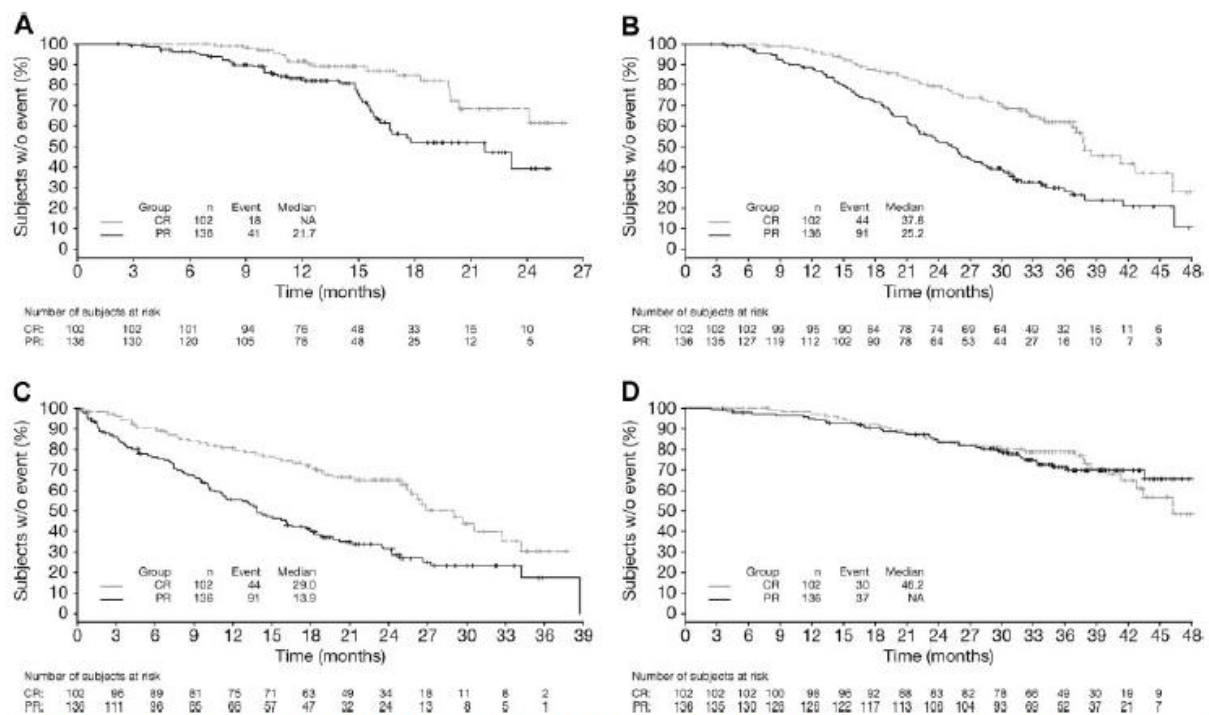 A
Subjects w/o event (%)
100
90
80
70
60
50
40
30
20
10
0
Group n Event Median
CR 102 18 NA
PR 136 41 21.7
0 3 6 9 12 15 18 21 24 27
Time (months)
Number of subjects at risk
CR: 102 102 101 94 76 48 33 15 10
PR: 136 130 120 105 78 48 25 12 5
B
Subjects w/o event (%)
100
90
80
70
60
50
40
30
20
10
0
Group n Event Median
CR 102 44 37.8
PR 136 91 25.2
0 3 6 9 12 15 18 21 24 27 30 33 36 39 42 45 48
Time (months)
Number of subjects at risk
CR: 102 102 102 99 95 90 84 78 74 69 64 49 32 16 11 6
PR: 136 135 127 119 112 102 90 78 64 53 44 27 16 10 7 3
C
Subjects w/o event (%)
100
90
80
70
60
50
40
30
20
10
0
Group n Event Median
CR 102 44 29.0
PR 136 91 13.9
0 3 6 9 12 15 18 21 24 27 30 33 36 39
Time (months)
Number of subjects at risk
CR: 102 96 89 81 75 71 63 49 34 18 11 6 2
PR: 136 111 96 85 66 57 47 32 24 13 8 5 1
D
Subjects w/o event (%)
100
90
80
70
60
50
40
30
20
10
0
Group n Event Median
CR 102 30 46.2
PR 136 37 NA
0 3 6 9 12 15 18 21 24 27 30 33 36 39 42 45 48
Time (months)
Number of subjects at risk
CR: 102 102 102 100 98 96 92 88 83 82 78 66 49 30 19 9
PR: 136 135 130 128 126 122 117 113 106 104 93 69 52 37 21 7